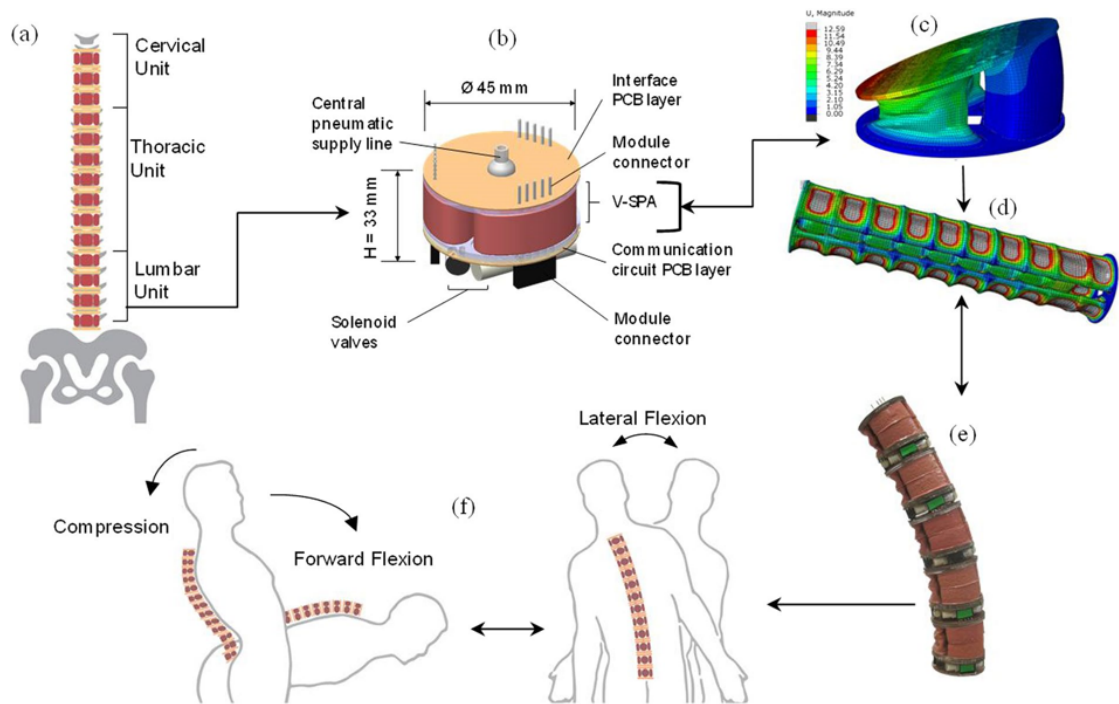 (a)
Cervical
Unit
Thoracic
Unit
Lumbar
Unit
(b)
Ø 45 mm
Central
pneumatic
supply line
H = 33 mm
Interface
PCB layer
Module
connector
V-SPA
Communication
circuit PCB layer
Module
connector
Solenoid
valves
(c)
U, Magnitude
12.59
11.54
10.49
9.44
8.39
7.34
6.29
5.24
4.20
3.15
2.10
1.05
0.00
(d)
(e)
(f)
Compression
Forward Flexion
Lateral Flexion